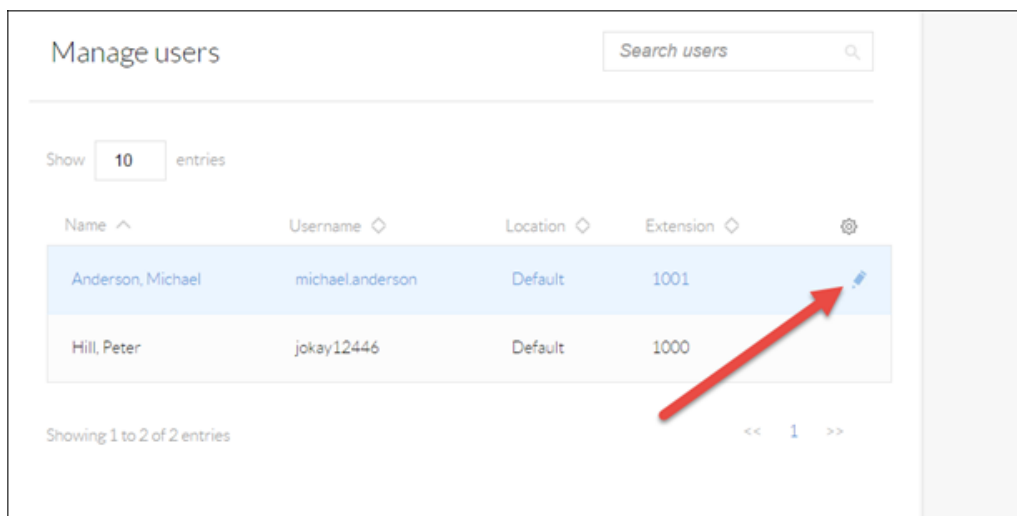 Manage users
Search users
Show 10 entries
Name Username Location Extension
Anderson, Michael michael.anderson Default 1001
Hill, Peter jokay12446 Default 1000
Showing 1 to 2 of 2 entries
<< 1 >>